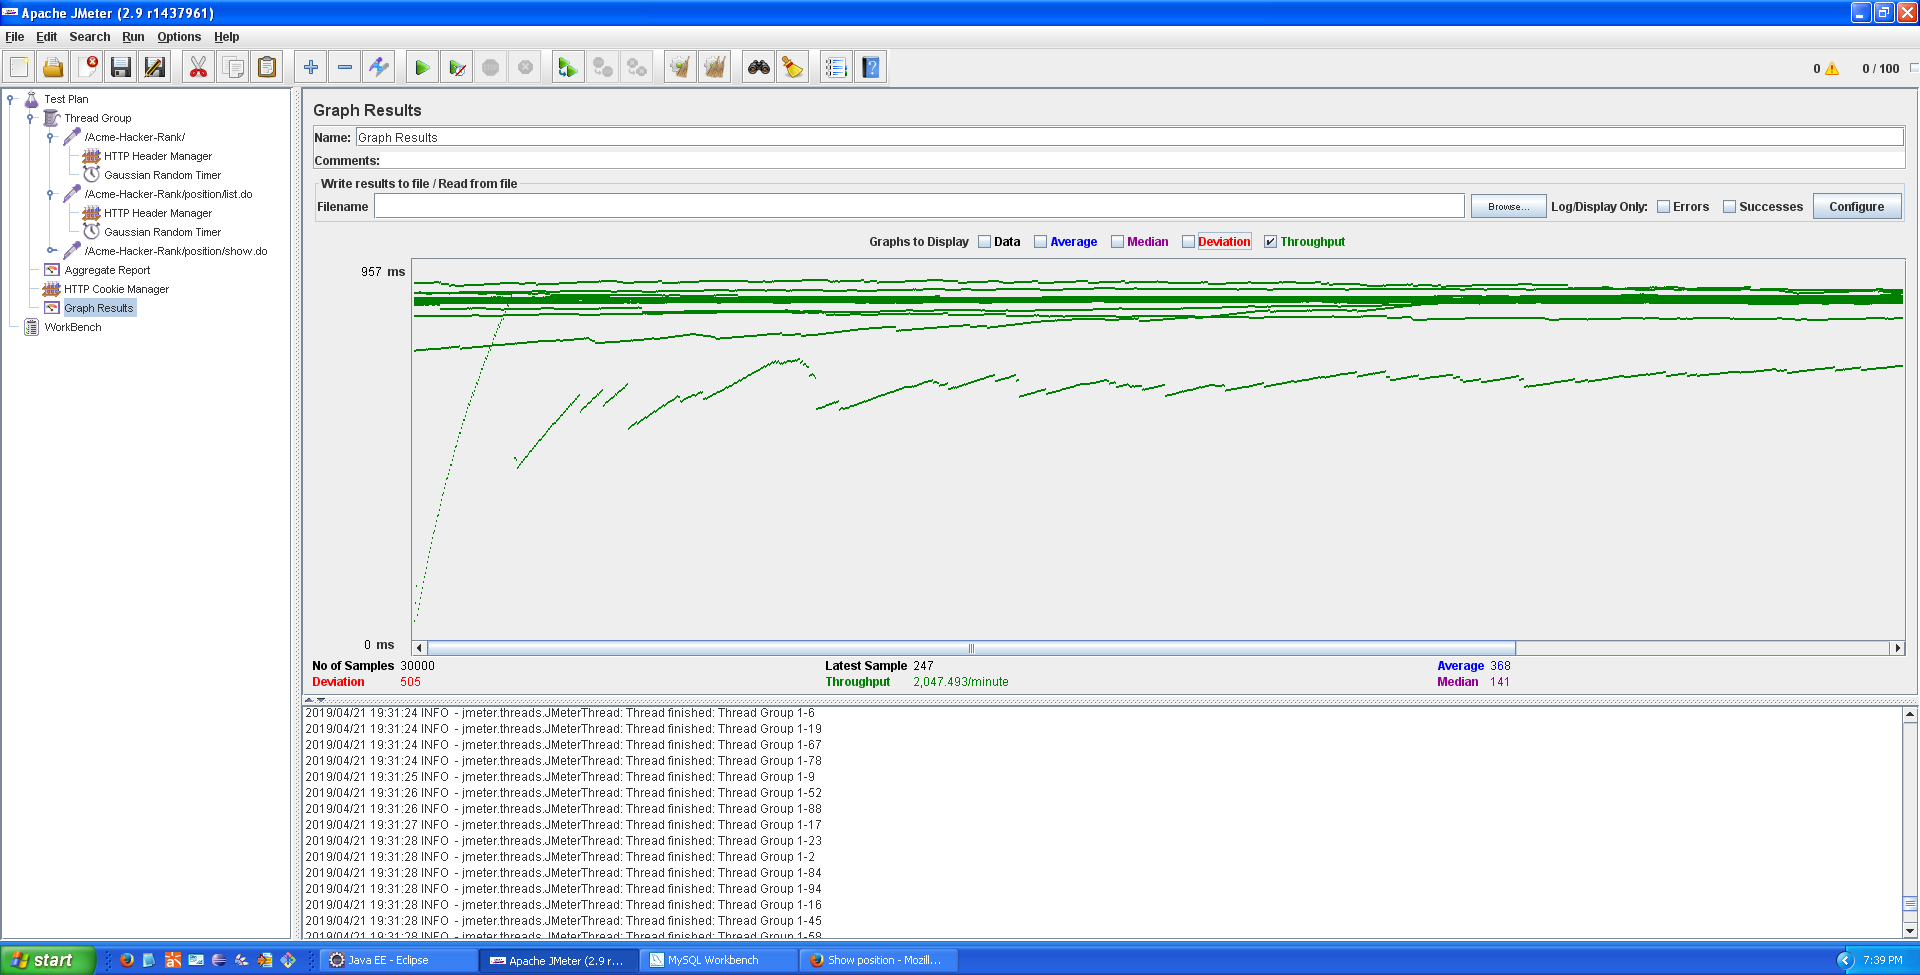 Apache JMeter (2.9 r1437961)
File Edit Search Run Options Help
0 0 / 100
Test Plan
Thread Group
/Acme-Hacker-Rank/
HTTP Header Manager
Gaussian Random Timer
/Acme-Hacker-Rank/position/list.do
HTTP Header Manager
Gaussian Random Timer
/Acme-Hacker-Rank/position/show.do
Aggregate Report
HTTP Cookie Manager
Graph Results
WorkBench
Graph Results
Name: Graph Results
Comments:
Write results to file / Read from file
Filename Browse... Log/Display Only: Errors Successes Configure
Graphs to Display Data Average Median Deviation Throughput
957 ms
0 ms
No of Samples 30000 Latest Sample 247 Average 368
Deviation 505 Throughput 2,047.493/minute Median 141
2019/04/21 19:31:24 INFO - jmeter.threads.JMeterThread: Thread finished: Thread Group 1-6
2019/04/21 19:31:24 INFO - jmeter.threads.JMeterThread: Thread finished: Thread Group 1-19
2019/04/21 19:31:24 INFO - jmeter.threads.JMeterThread: Thread finished: Thread Group 1-67
2019/04/21 19:31:24 INFO - jmeter.threads.JMeterThread: Thread finished: Thread Group 1-78
2019/04/21 19:31:25 INFO - jmeter.threads.JMeterThread: Thread finished: Thread Group 1-9
2019/04/21 19:31:26 INFO - jmeter.threads.JMeterThread: Thread finished: Thread Group 1-52
2019/04/21 19:31:26 INFO - jmeter.threads.JMeterThread: Thread finished: Thread Group 1-88
2019/04/21 19:31:27 INFO - jmeter.threads.JMeterThread: Thread finished: Thread Group 1-17
2019/04/21 19:31:28 INFO - jmeter.threads.JMeterThread: Thread finished: Thread Group 1-23
2019/04/21 19:31:28 INFO - jmeter.threads.JMeterThread: Thread finished: Thread Group 1-2
2019/04/21 19:31:28 INFO - jmeter.threads.JMeterThread: Thread finished: Thread Group 1-84
2019/04/21 19:31:28 INFO - jmeter.threads.JMeterThread: Thread finished: Thread Group 1-94
2019/04/21 19:31:28 INFO - jmeter.threads.JMeterThread: Thread finished: Thread Group 1-16
2019/04/21 19:31:28 INFO - jmeter.threads.JMeterThread: Thread finished: Thread Group 1-45
2019/04/21 19:31:28 INFO - jmeter.threads.JMeterThread: Thread finished: Thread Group 1-58
start Java EE - Eclipse Apache JMeter (2.9 r... MySQL Workbench Show position - Mozill... 7:39 PM